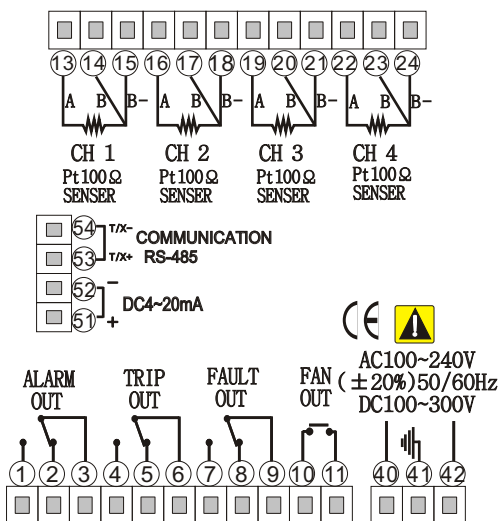 13 14 15 16 17 18 19 20 21 22 23 24
A B B- A B B- A B B- A B B-
CH 1 CH 2 CH 3 CH 4
Pt100Ω Pt100Ω Pt100Ω Pt100Ω
SENSER SENSER SENSER SENSER
54 T/X- COMMUNICATION
53 T/X+ RS-485
52 −
DC4~20mA
51 +
CE
AC100~240V
(±20%)50/60Hz
DC100~300V
ALARM TRIP FAULT FAN
OUT OUT OUT OUT
1 2 3 4 5 6 7 8 9 10 11 40 41 42